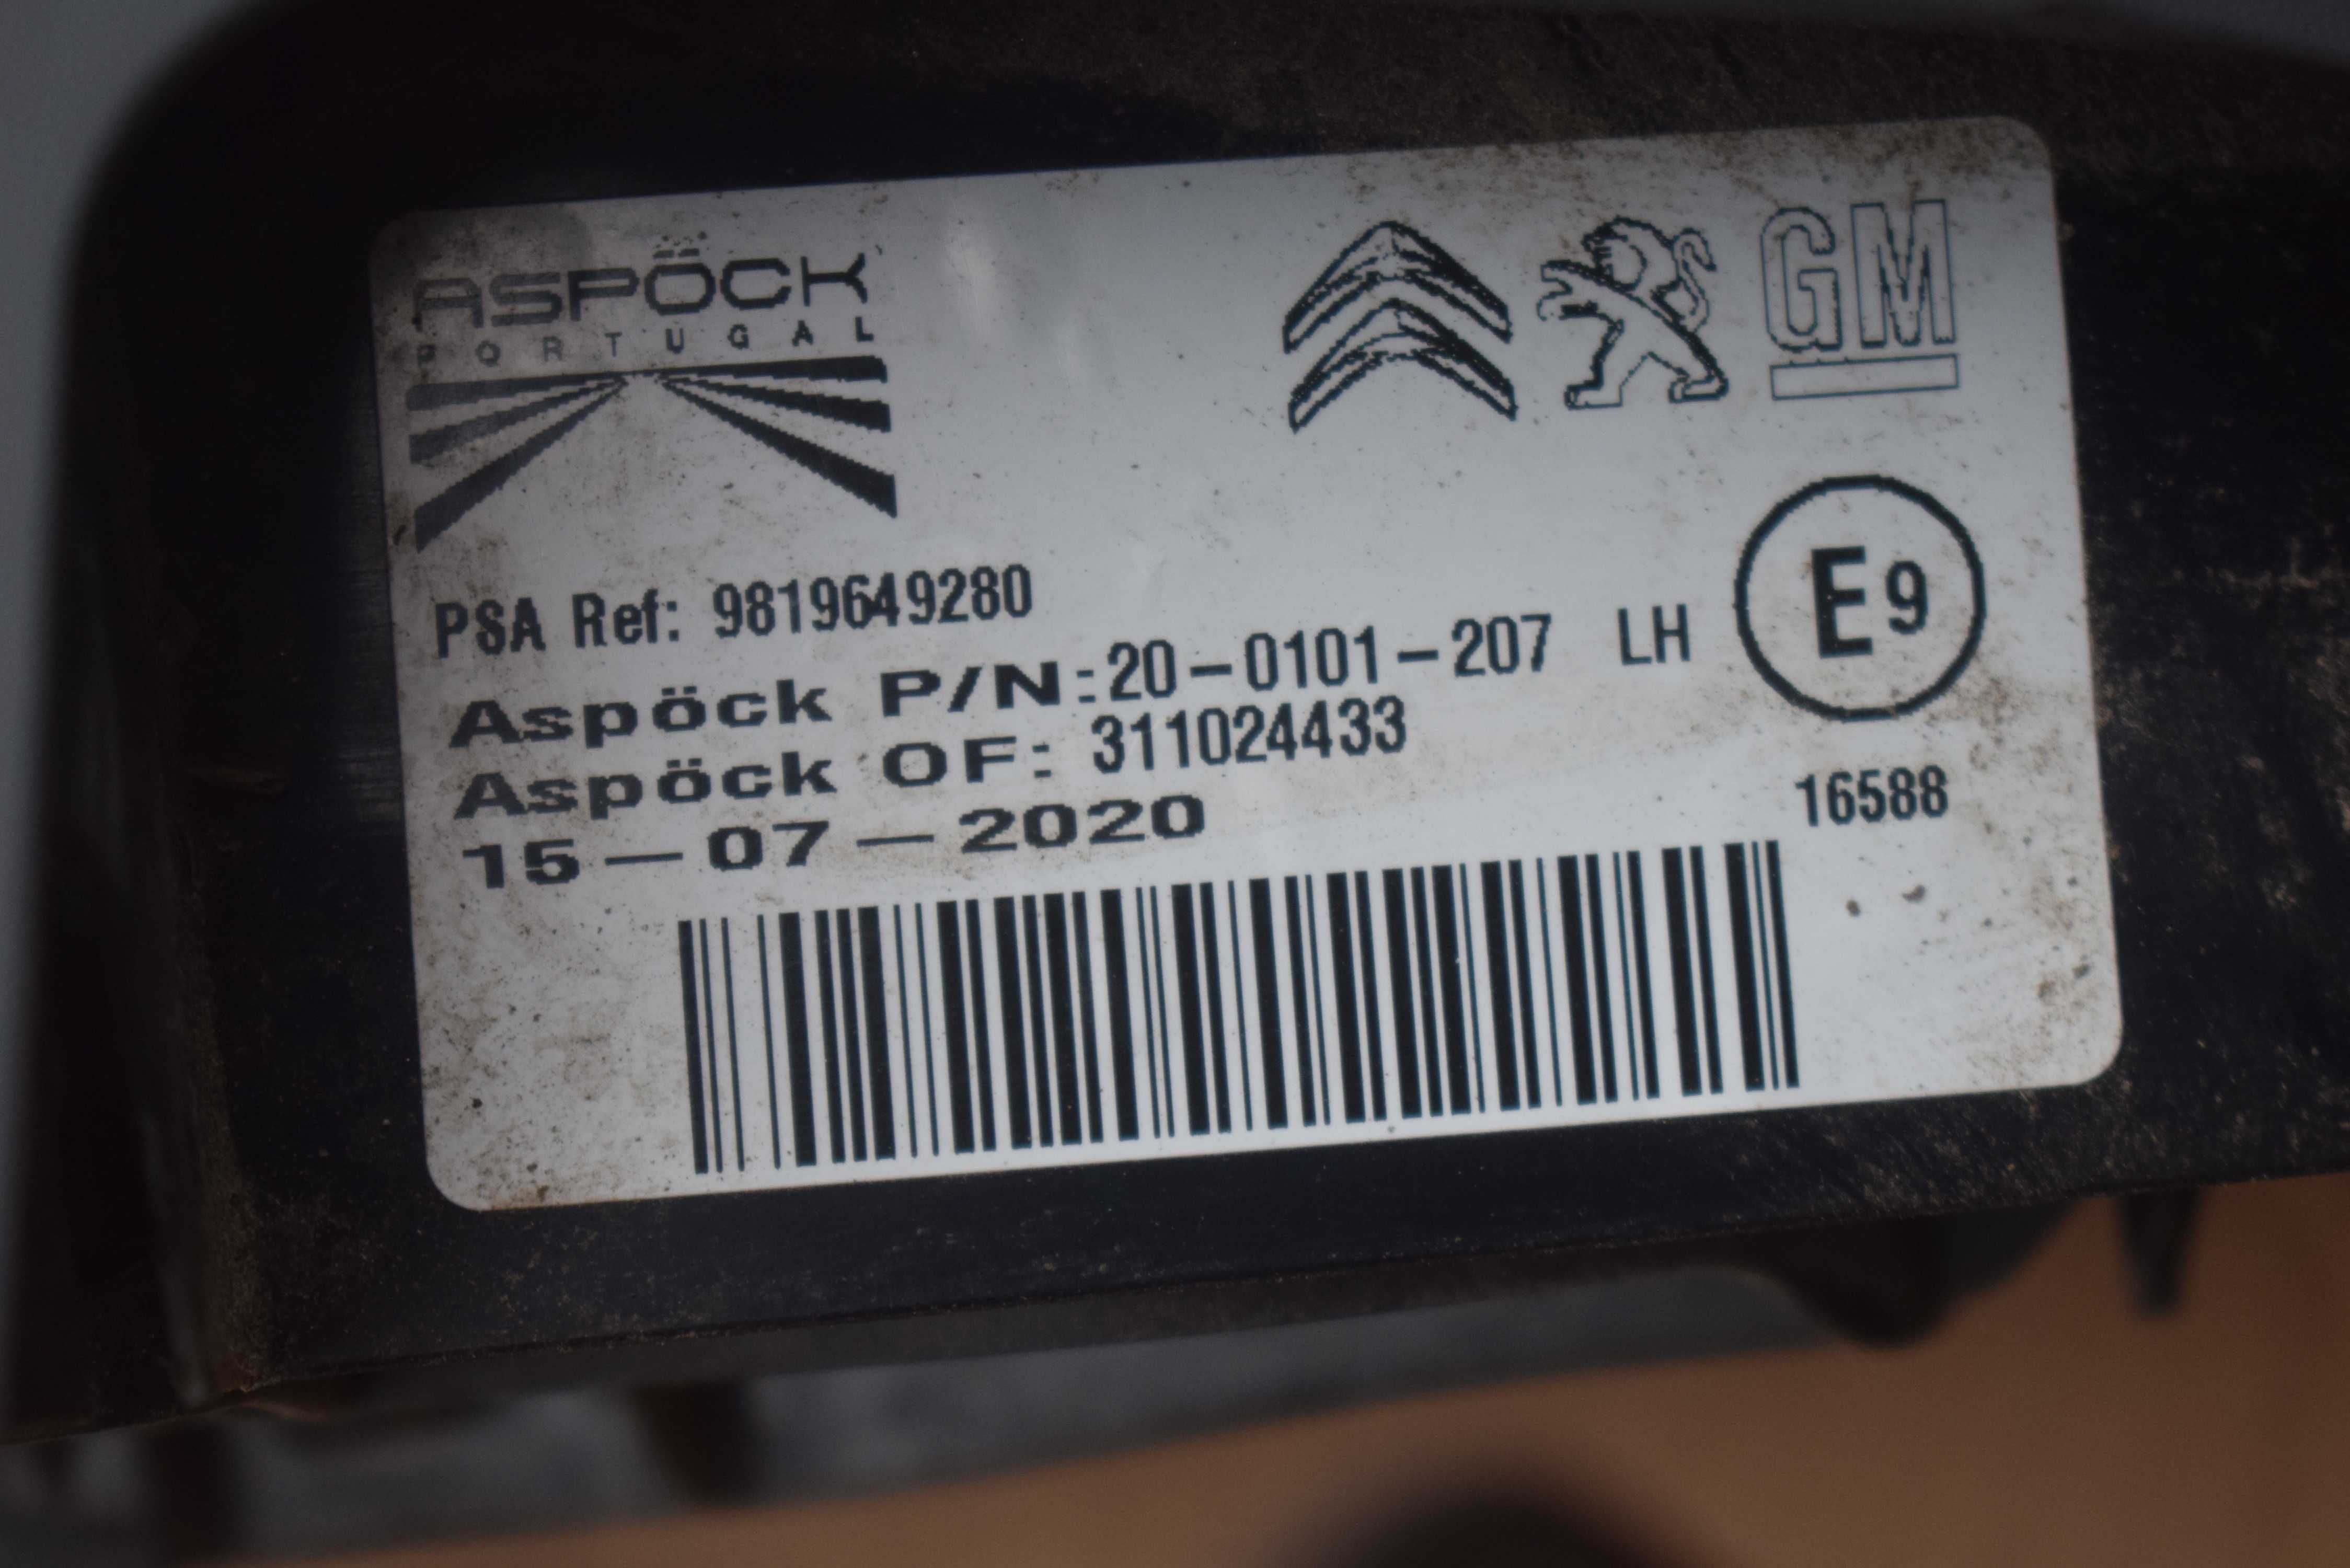 ASPÖCK
PORTUGAL
GM
PSA Ref: 9819649280
Aspöck P/N:20-0101-207 LH
E9
Aspöck OF: 311024433
15-07-2020
16588